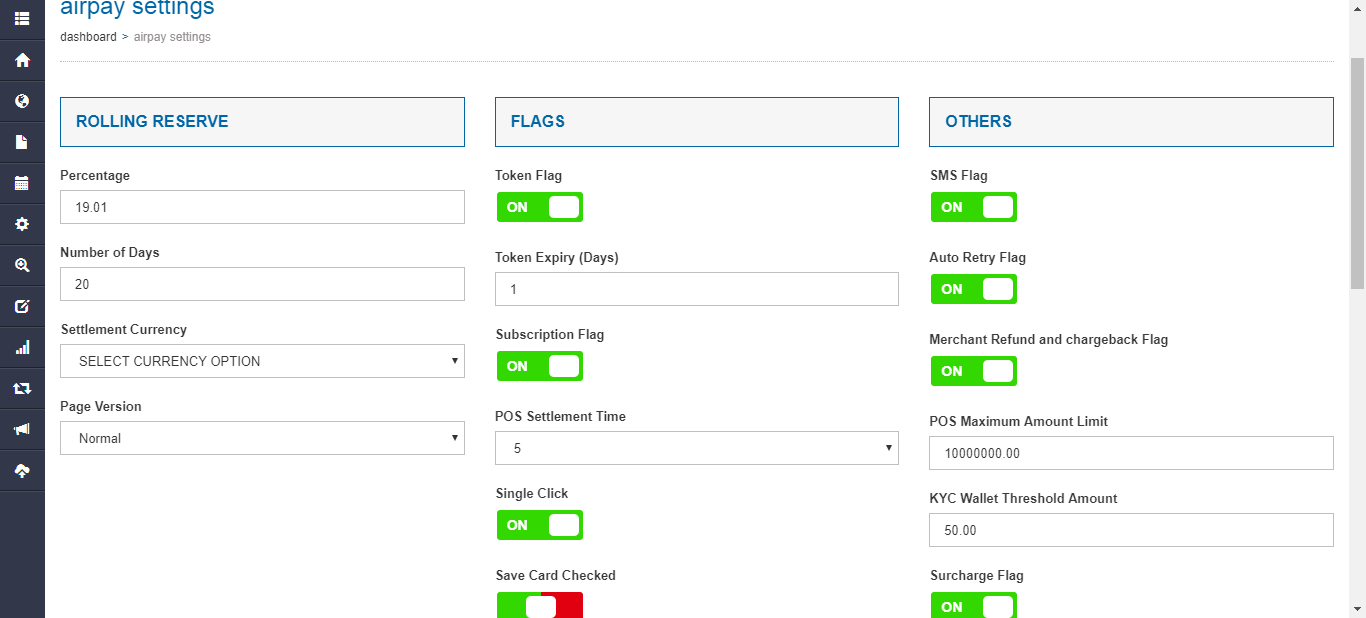 airpay settings
dashboard > airpay settings
ROLLING RESERVE
Percentage
19.01
Number of Days
20
Settlement Currency
SELECT CURRENCY OPTION
Page Version
Normal
FLAGS
Token Flag
ON
Token Expiry (Days)
1
Subscription Flag
ON
POS Settlement Time
5
Single Click
ON
Save Card Checked
OTHERS
SMS Flag
ON
Auto Retry Flag
ON
Merchant Refund and chargeback Flag
ON
POS Maximum Amount Limit
10000000.00
KYC Wallet Threshold Amount
50.00
Surcharge Flag
ON